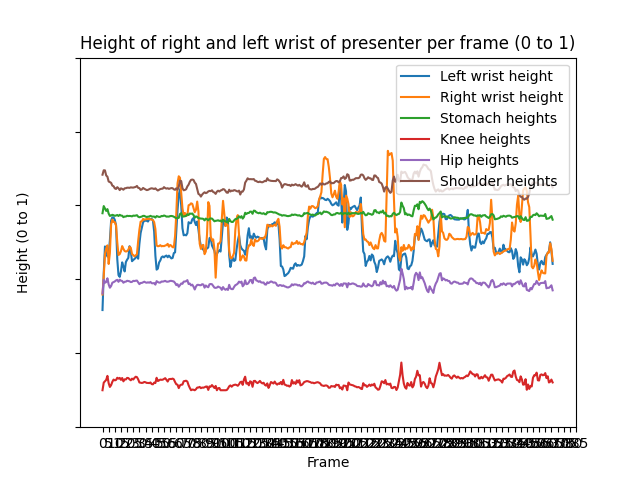 Height of right and left wrist of presenter per frame (0 to 1)
Left wrist height
Right wrist height
Stomach heights
Knee heights
Hip heights
Shoulder heights
Height (0 to 1)
Frame